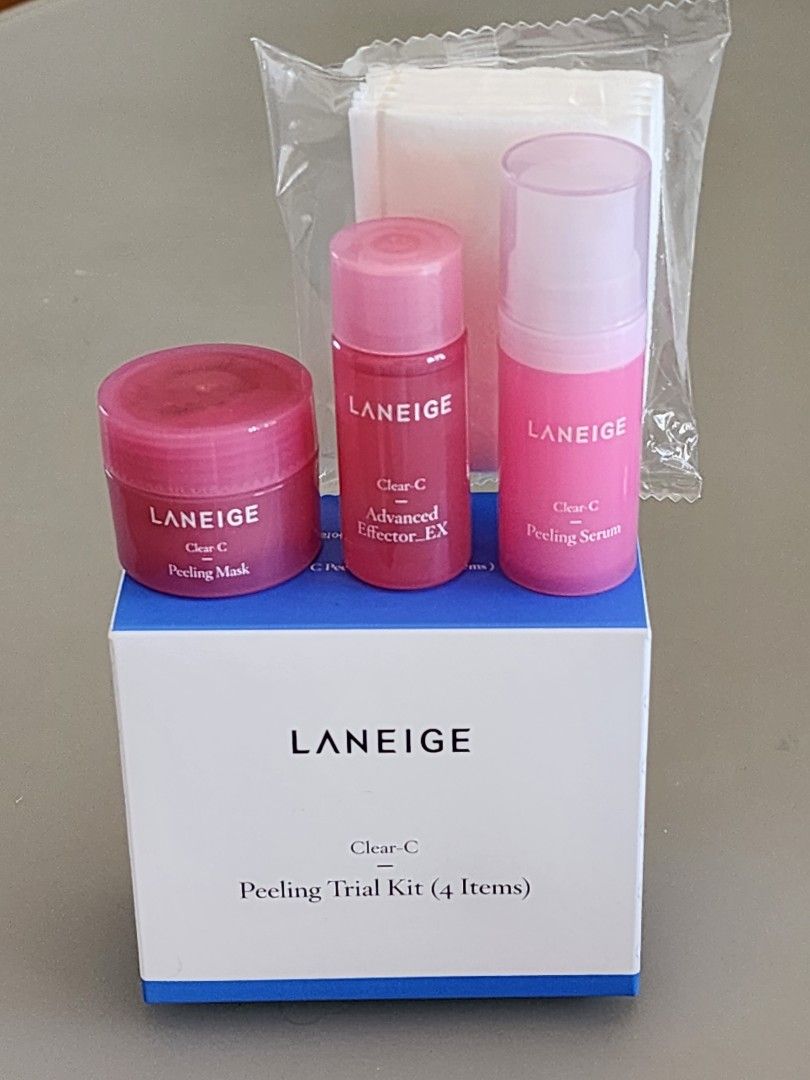 LANEIGE
Clear-C
Peeling Mask
LANEIGE
Clear-C
Advanced
Effector_EX
LANEIGE
Clear-C
Peeling Serum
LANEIGE
Clear-C
Peeling Trial Kit (4 Items)